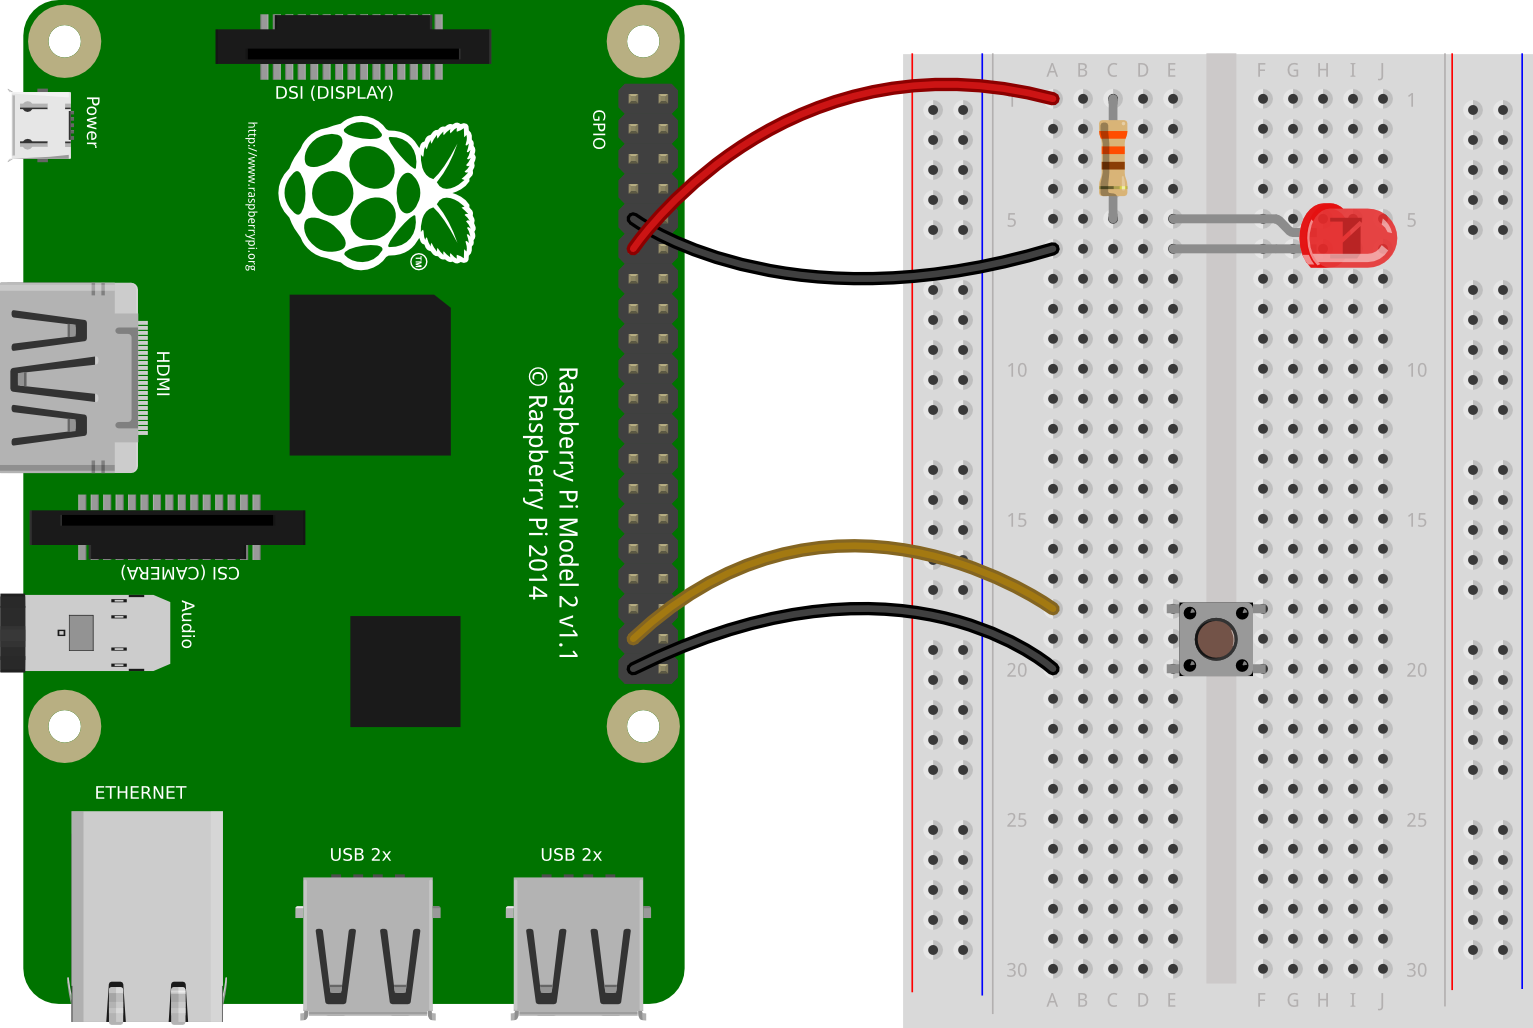 DSI (DISPLAY)
Power
http://www.raspberrypi.org
TM
GPIO
HDMI
Raspberry Pi Model 2 v1.1
© Raspberry Pi 2014
CSI (CAMERA)
Audio
ETHERNET
USB 2x
USB 2x
A B C D E F G H I J
1 1
5 5
10 10
15 15
20 20
25 25
30 30
A B C D E F G H I J